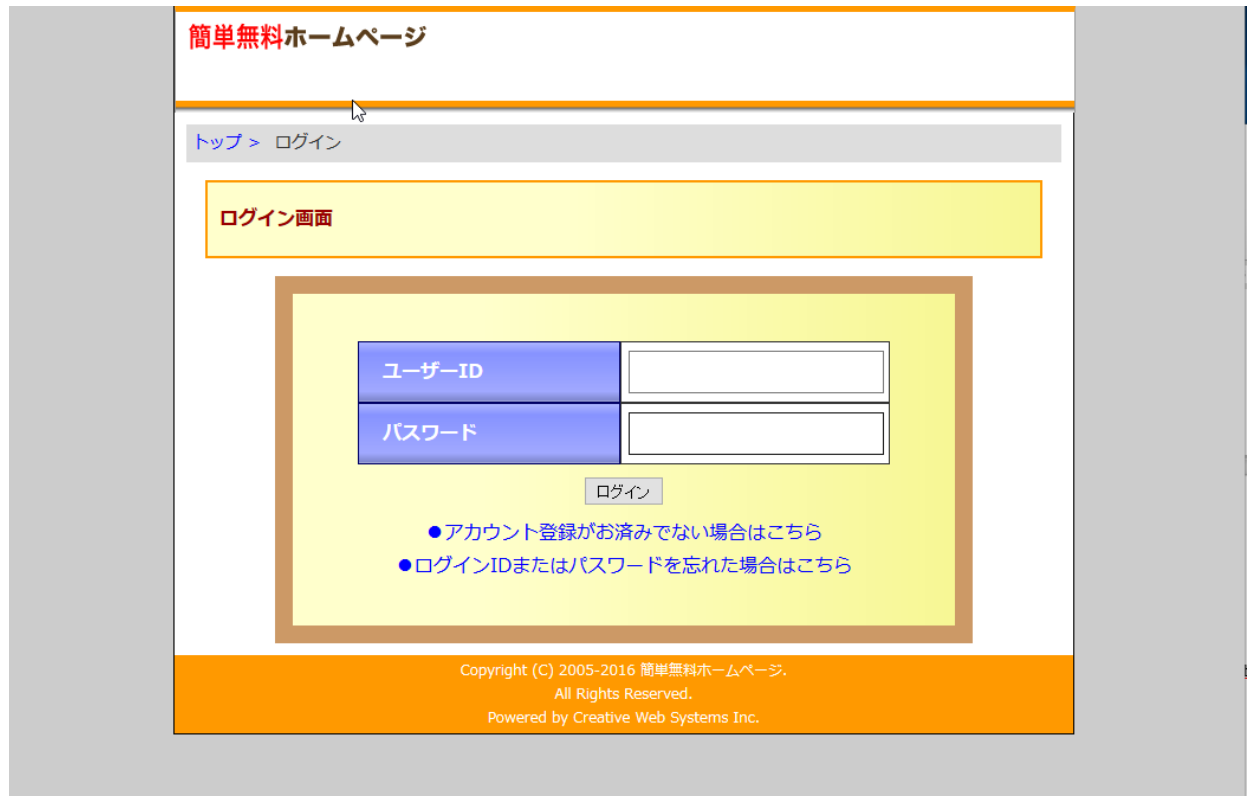 簡単無料ホームページ
トップ > ログイン
ログイン画面
ユーザーID
パスワード
ログイン
●アカウント登録がお済みでない場合はこちら
●ログインIDまたはパスワードを忘れた場合はこちら
Copyright (C) 2005-2016 簡単無料ホームページ.
All Rights Reserved.
Powered by Creative Web Systems Inc.